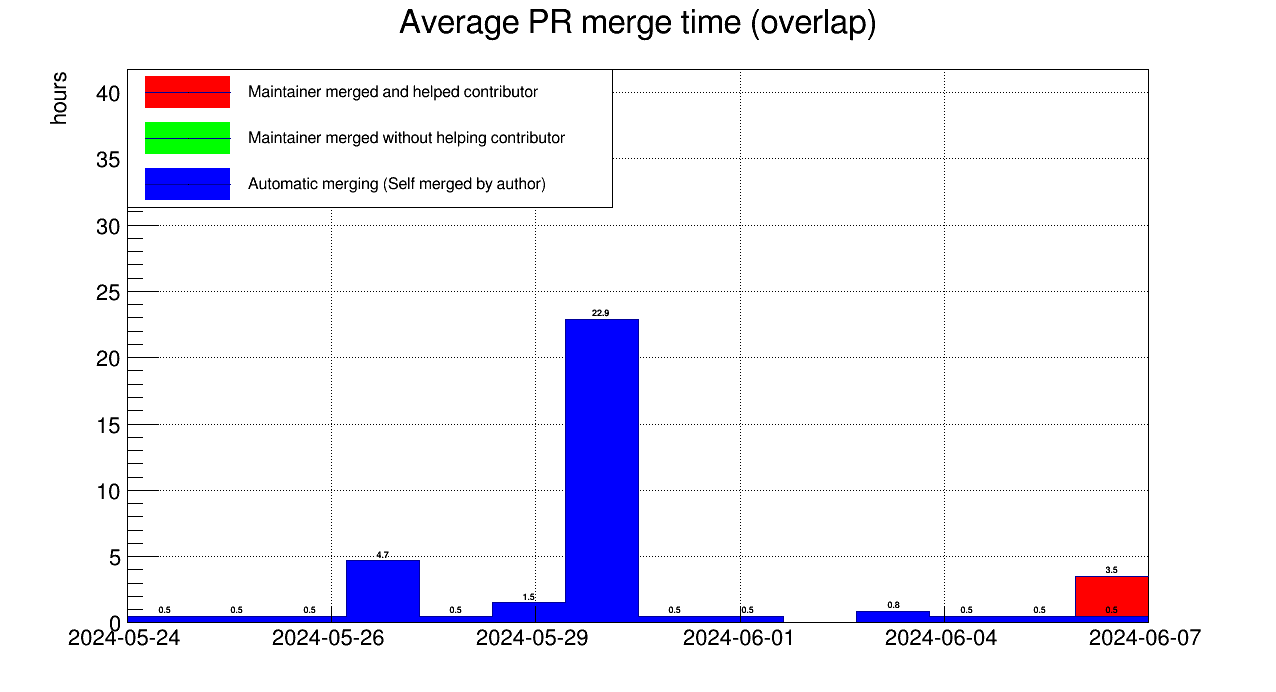 Average PR merge time (overlap)
hours
40
35
30
25
20
15
10
5
0
Maintainer merged and helped contributor
Maintainer merged without helping contributor
Automatic merging (Self merged by author)
22.9
4.7
3.5
1.5
0.8
0.5 0.5 0.5 0.5 0.5 0.5 0.5 0.5 0.5
2024-05-24 2024-05-26 2024-05-29 2024-06-01 2024-06-04 2024-06-07